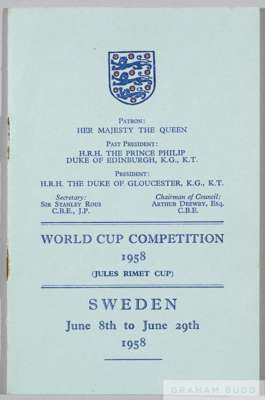 PATRON:
HER MAJESTY THE QUEEN
PAST PRESIDENT:
H.R.H. THE PRINCE PHILIP
DUKE OF EDINBURGH, K.G., K.T.
PRESIDENT:
H.R.H. THE DUKE OF GLOUCESTER, K.G., K.T.
Secretary: Chairman of Council:
SIR STANLEY ROUS ARTHUR DREWRY, ESQ.
C.B.E., J.P. C.B.E.
WORLD CUP COMPETITION
1958
(JULES RIMET CUP)
SWEDEN
June 8th to June 29th
1958
GRAHAM BUDD